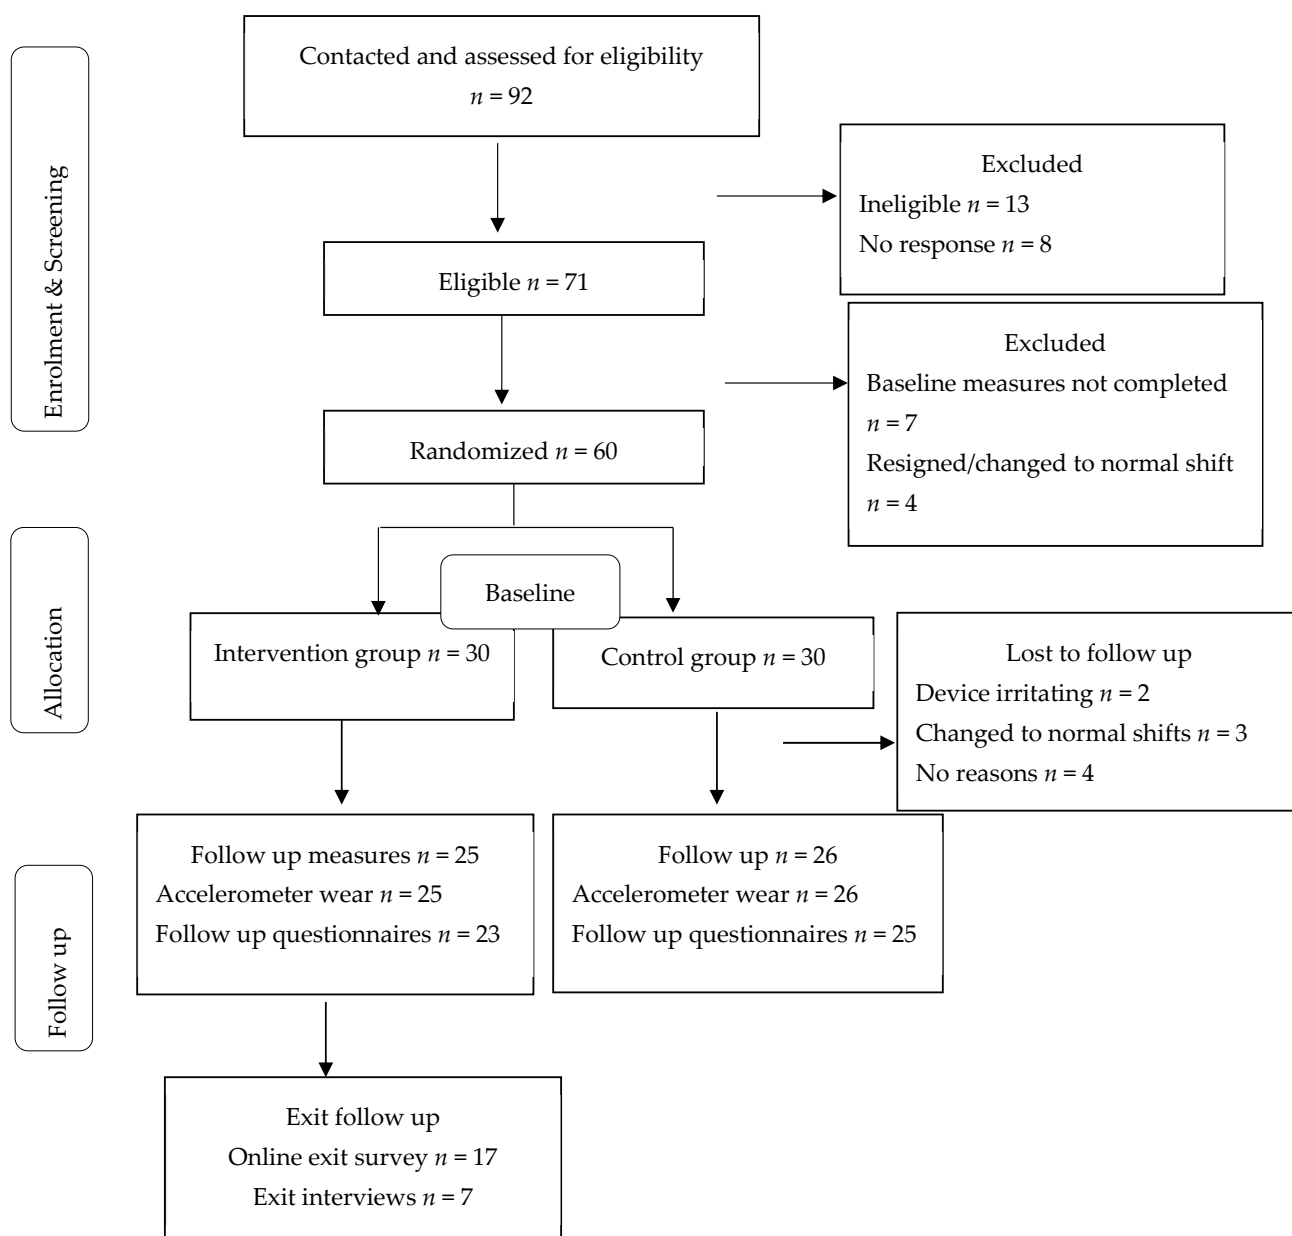 Enrolment & Screening
Contacted and assessed for eligibility
n = 92
Excluded
Ineligible n = 13
No response n = 8
Eligible n = 71
Excluded
Baseline measures not completed
n = 7
Resigned/changed to normal shift
n = 4
Randomized n = 60
Allocation
Baseline
Intervention group n = 30
Control group n = 30
Lost to follow up
Device irritating n = 2
Changed to normal shifts n = 3
No reasons n = 4
Follow up
Follow up measures n = 25
Accelerometer wear n = 25
Follow up questionnaires n = 23
Follow up n = 26
Accelerometer wear n = 26
Follow up questionnaires n = 25
Exit follow up
Online exit survey n = 17
Exit interviews n = 7